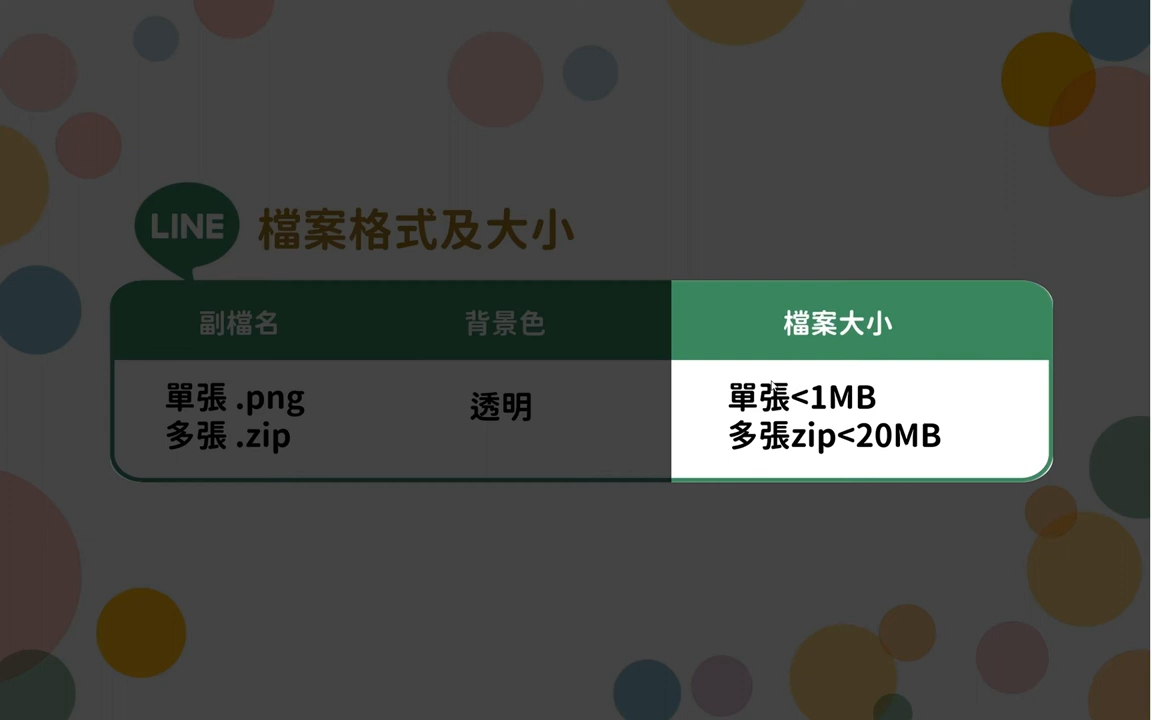 LINE 檔案格式及大小
副檔名 背景色 檔案大小
單張 .png 透明 單張<1MB
多張 .zip 多張zip<20MB